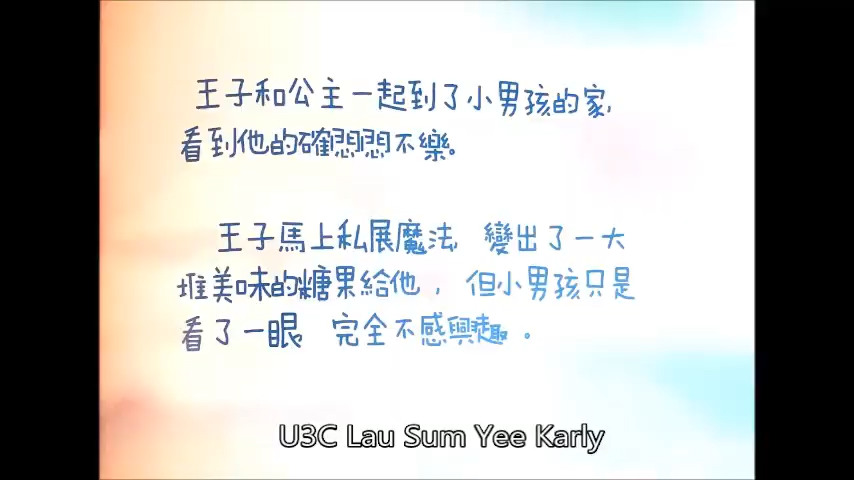 王子和公主一起到了小男孩的家,
看到他的確悶悶不樂。
王子馬上私展魔法, 變出了一大
堆美味的糖果給他, 但小男孩只是
看了一眼, 完全不感興趣。
U3C Lau Sum Yee Karly